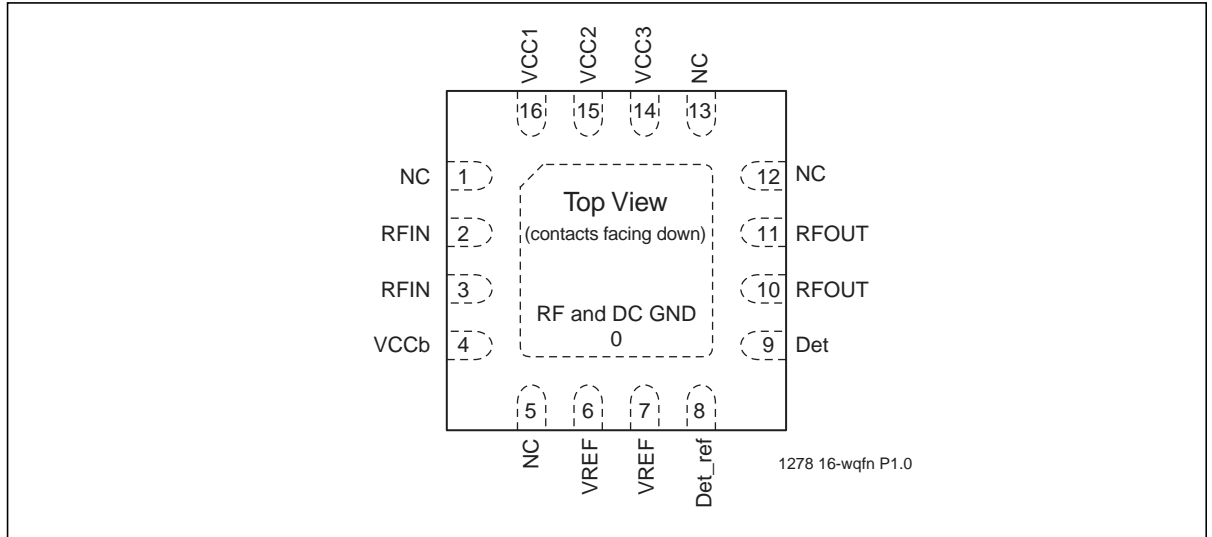 VCC1
VCC2
VCC3
NC
16
15
14
13
NC 1
12 NC
Top View
RFIN 2
(contacts facing down)
11 RFOUT
RFIN 3
10 RFOUT
RF and DC GND
0
VCCb 4
9 Det
5
6
7
8
NC
VREF
VREF
Det_ref
1278 16-wqfn P1.0